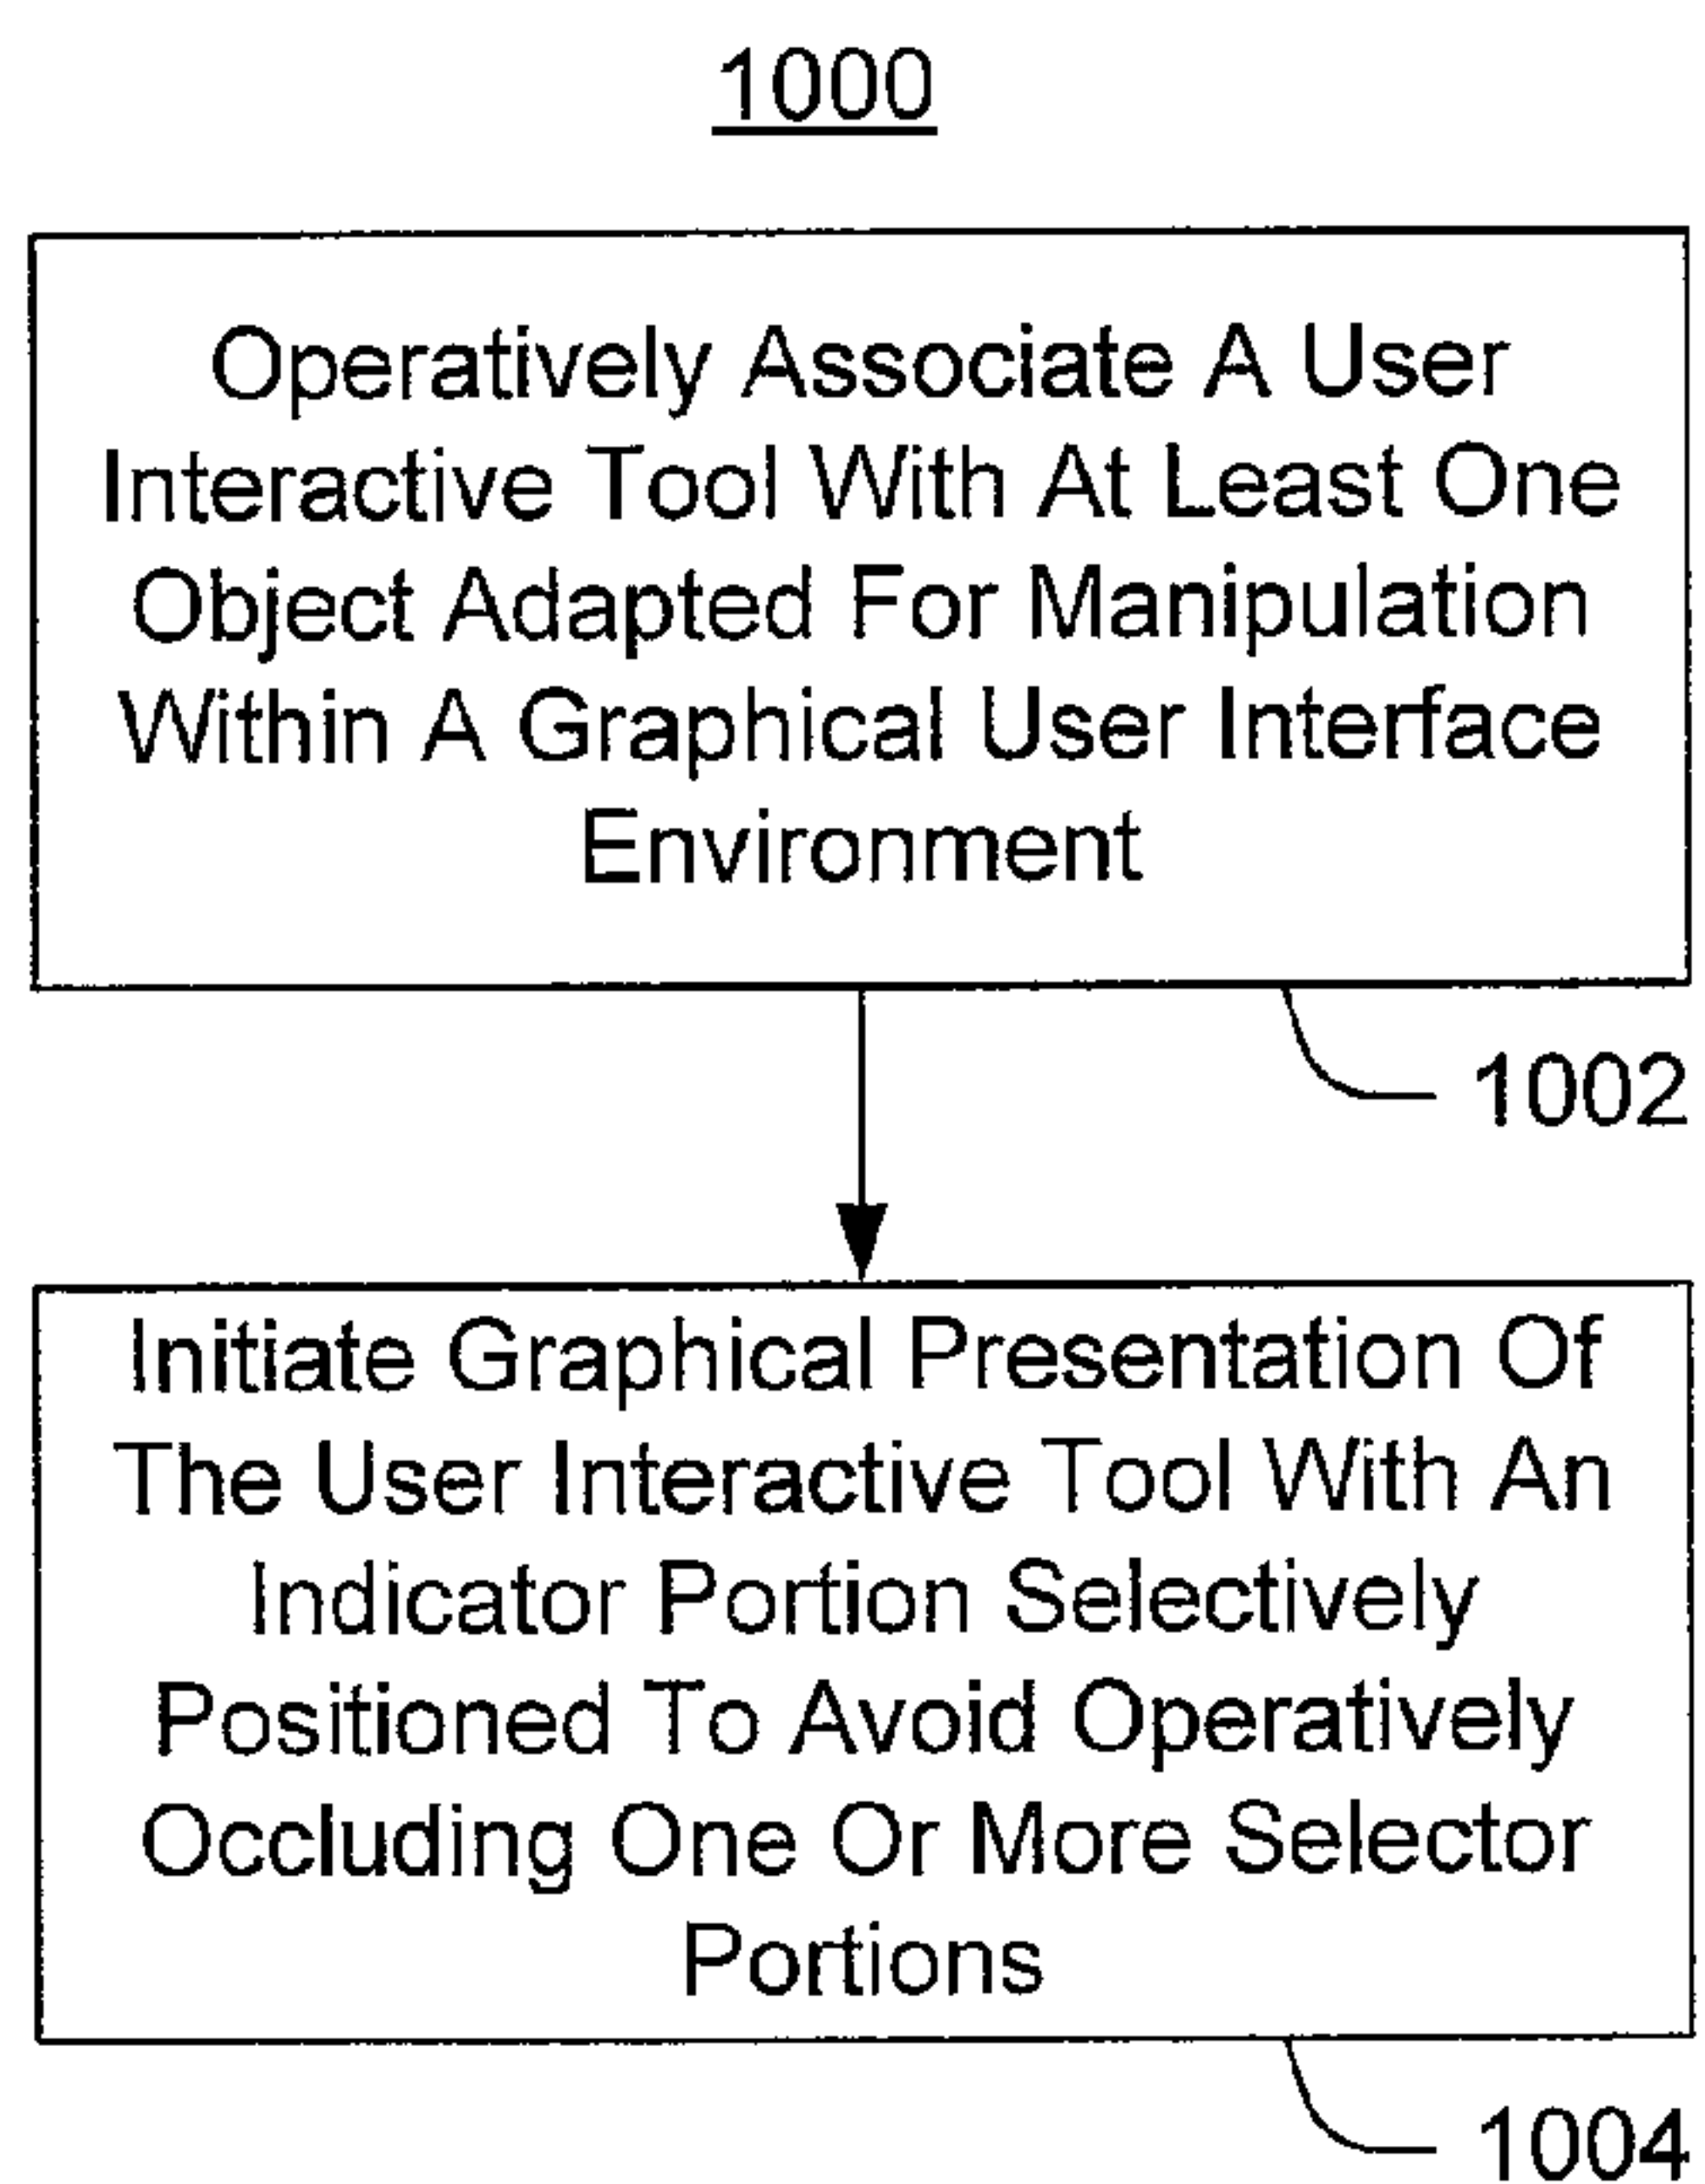 1000
Operatively Associate A User
Interactive Tool With At Least One
Object Adapted For Manipulation
Within A Graphical User Interface
Environment
1002
Initiate Graphical Presentation Of
The User Interactive Tool With An
Indicator Portion Selectively
Positioned To Avoid Operatively
Occluding One Or More Selector
Portions
1004